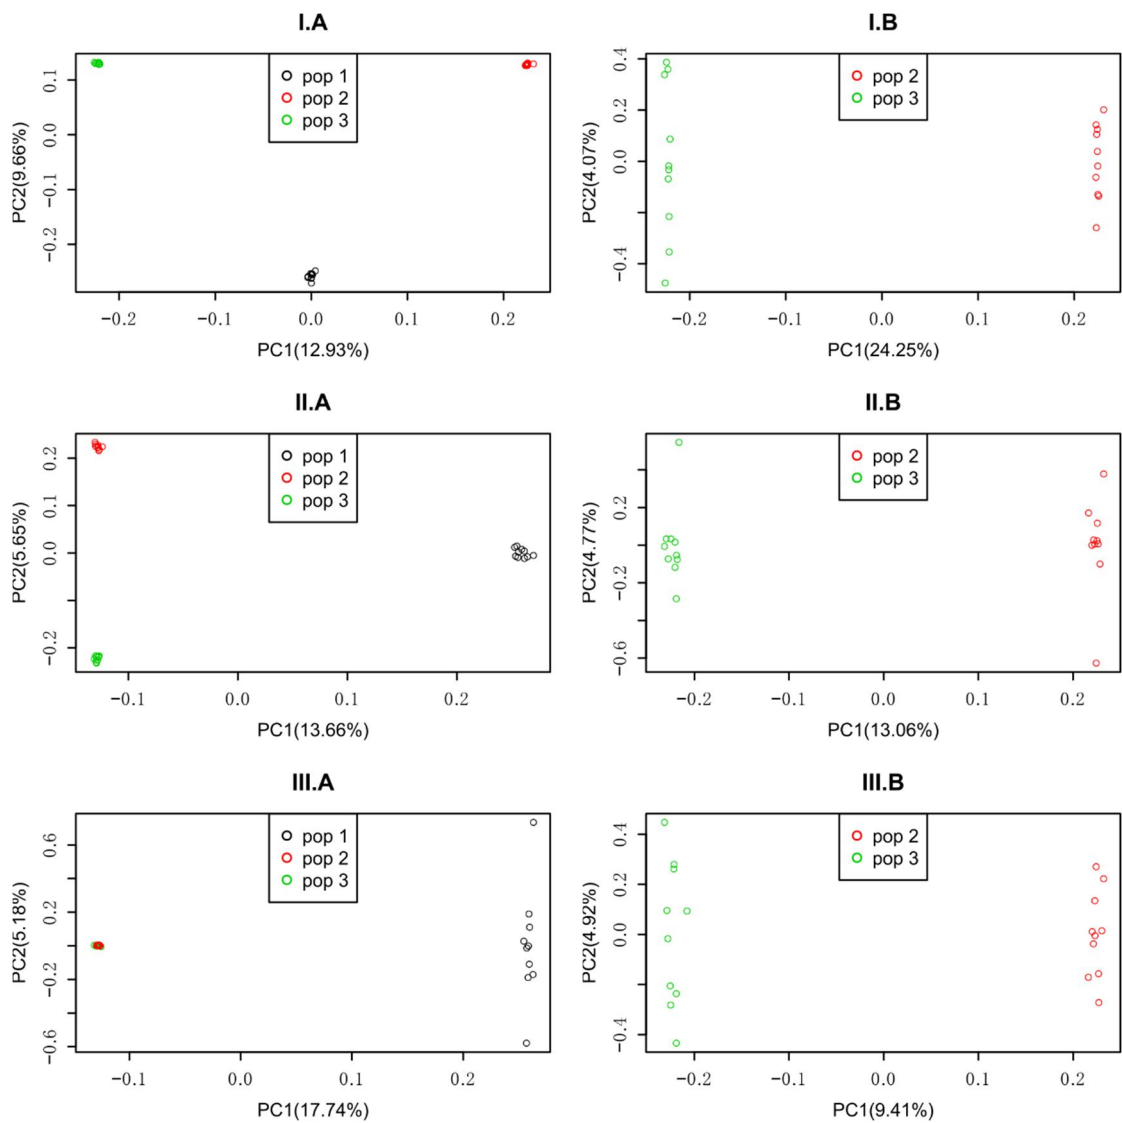 I.A
pop 1
pop 2
pop 3
PC2(9.66%)
0.1
0.0
−0.1
−0.2
−0.2
−0.1
0.0
0.1
0.2
PC1(12.93%)
I.B
pop 2
pop 3
PC2(4.07%)
0.4
0.2
0.0
−0.4
−0.2
−0.1
0.0
0.1
0.2
PC1(24.25%)
II.A
pop 1
pop 2
pop 3
PC2(5.65%)
0.2
0.1
0.0
−0.2
−0.1
0.0
0.1
0.2
PC1(13.66%)
II.B
pop 2
pop 3
PC2(4.77%)
0.2
−0.2
−0.6
−0.2
−0.1
0.0
0.1
0.2
PC1(13.06%)
III.A
pop 1
pop 2
pop 3
PC2(5.18%)
0.6
0.2
−0.2
−0.6
−0.1
0.0
0.1
0.2
PC1(17.74%)
III.B
pop 2
pop 3
PC2(4.92%)
0.4
0.2
0.0
−0.4
−0.2
−0.1
0.0
0.1
0.2
PC1(9.41%)